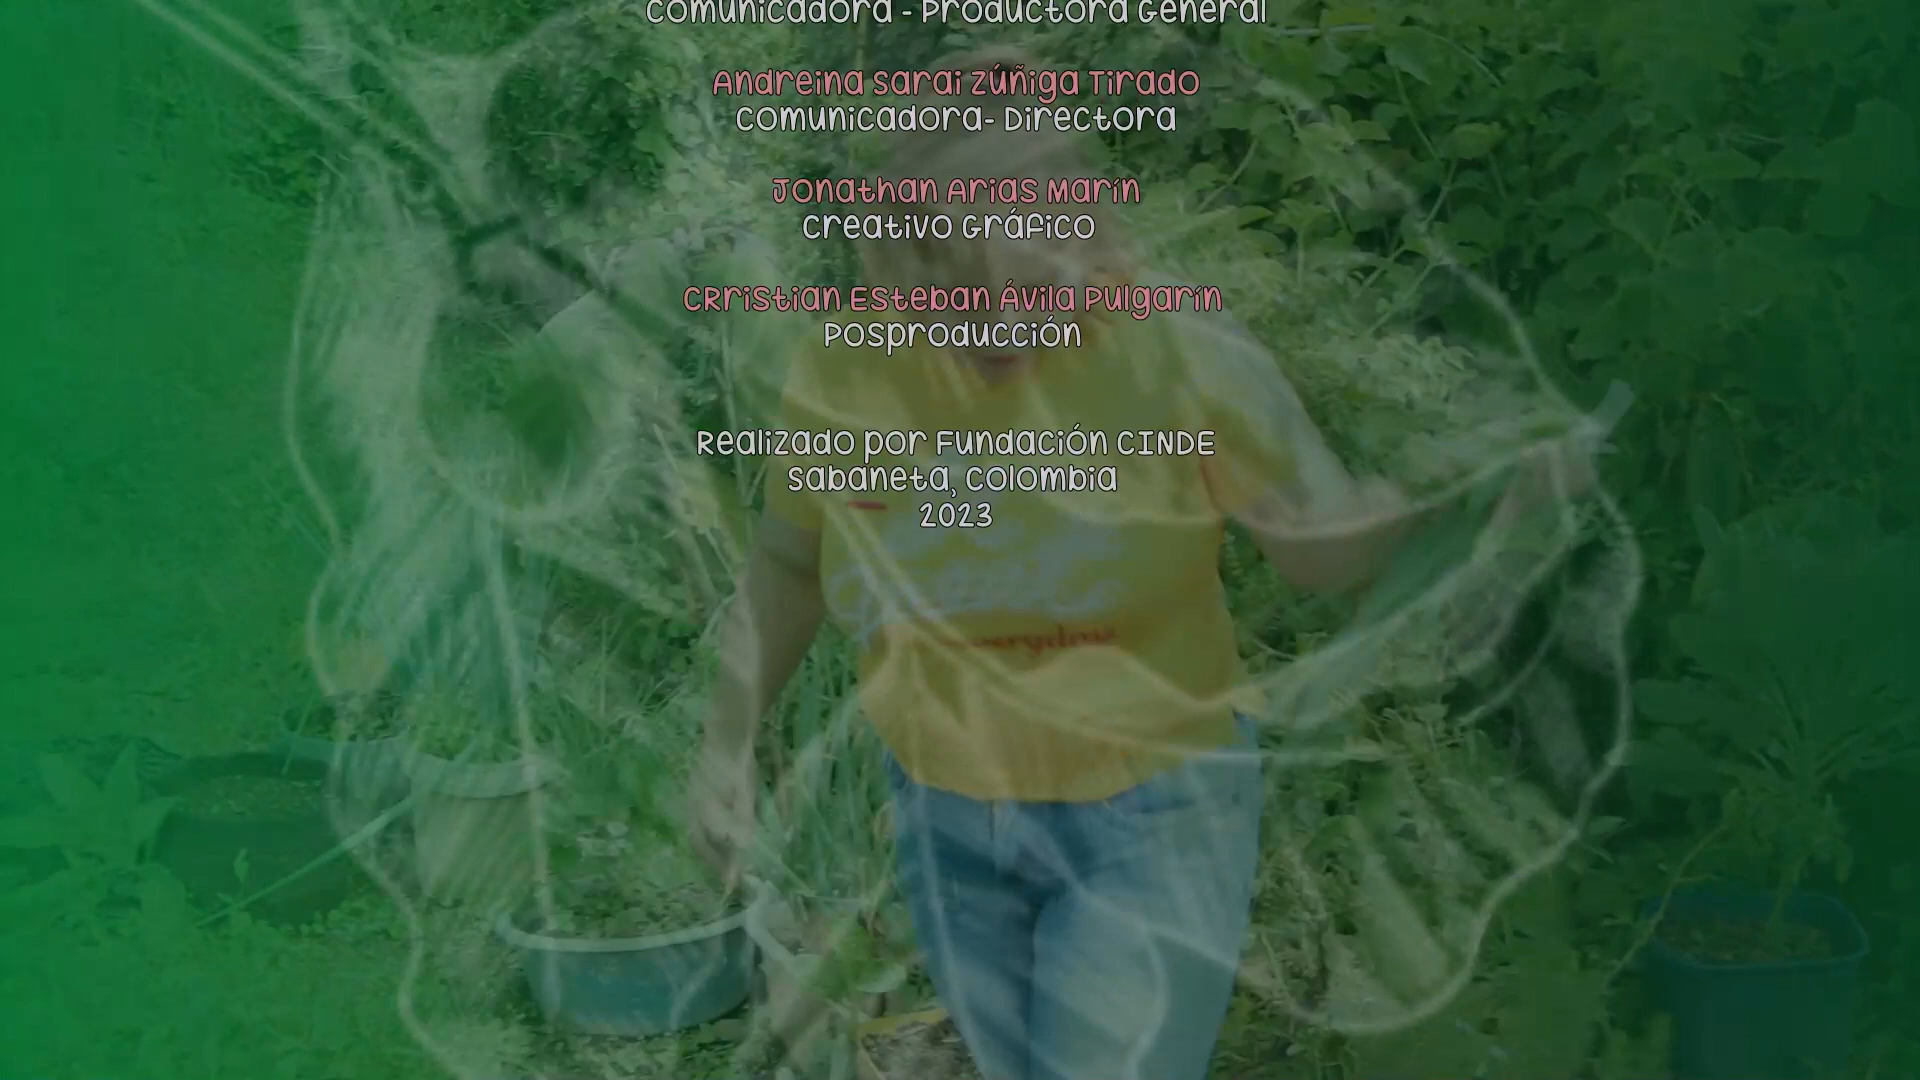 Comunicadora - Productora General
Andreina Sarai Zúñiga Tirado
Comunicadora- Directora
Jonathan Arias Marín
Creativo Gráfico
CRristian Esteban Ávila Pulgarín
Posproducción
Realizado por Fundación CINDE
Sabaneta, Colombia
2023